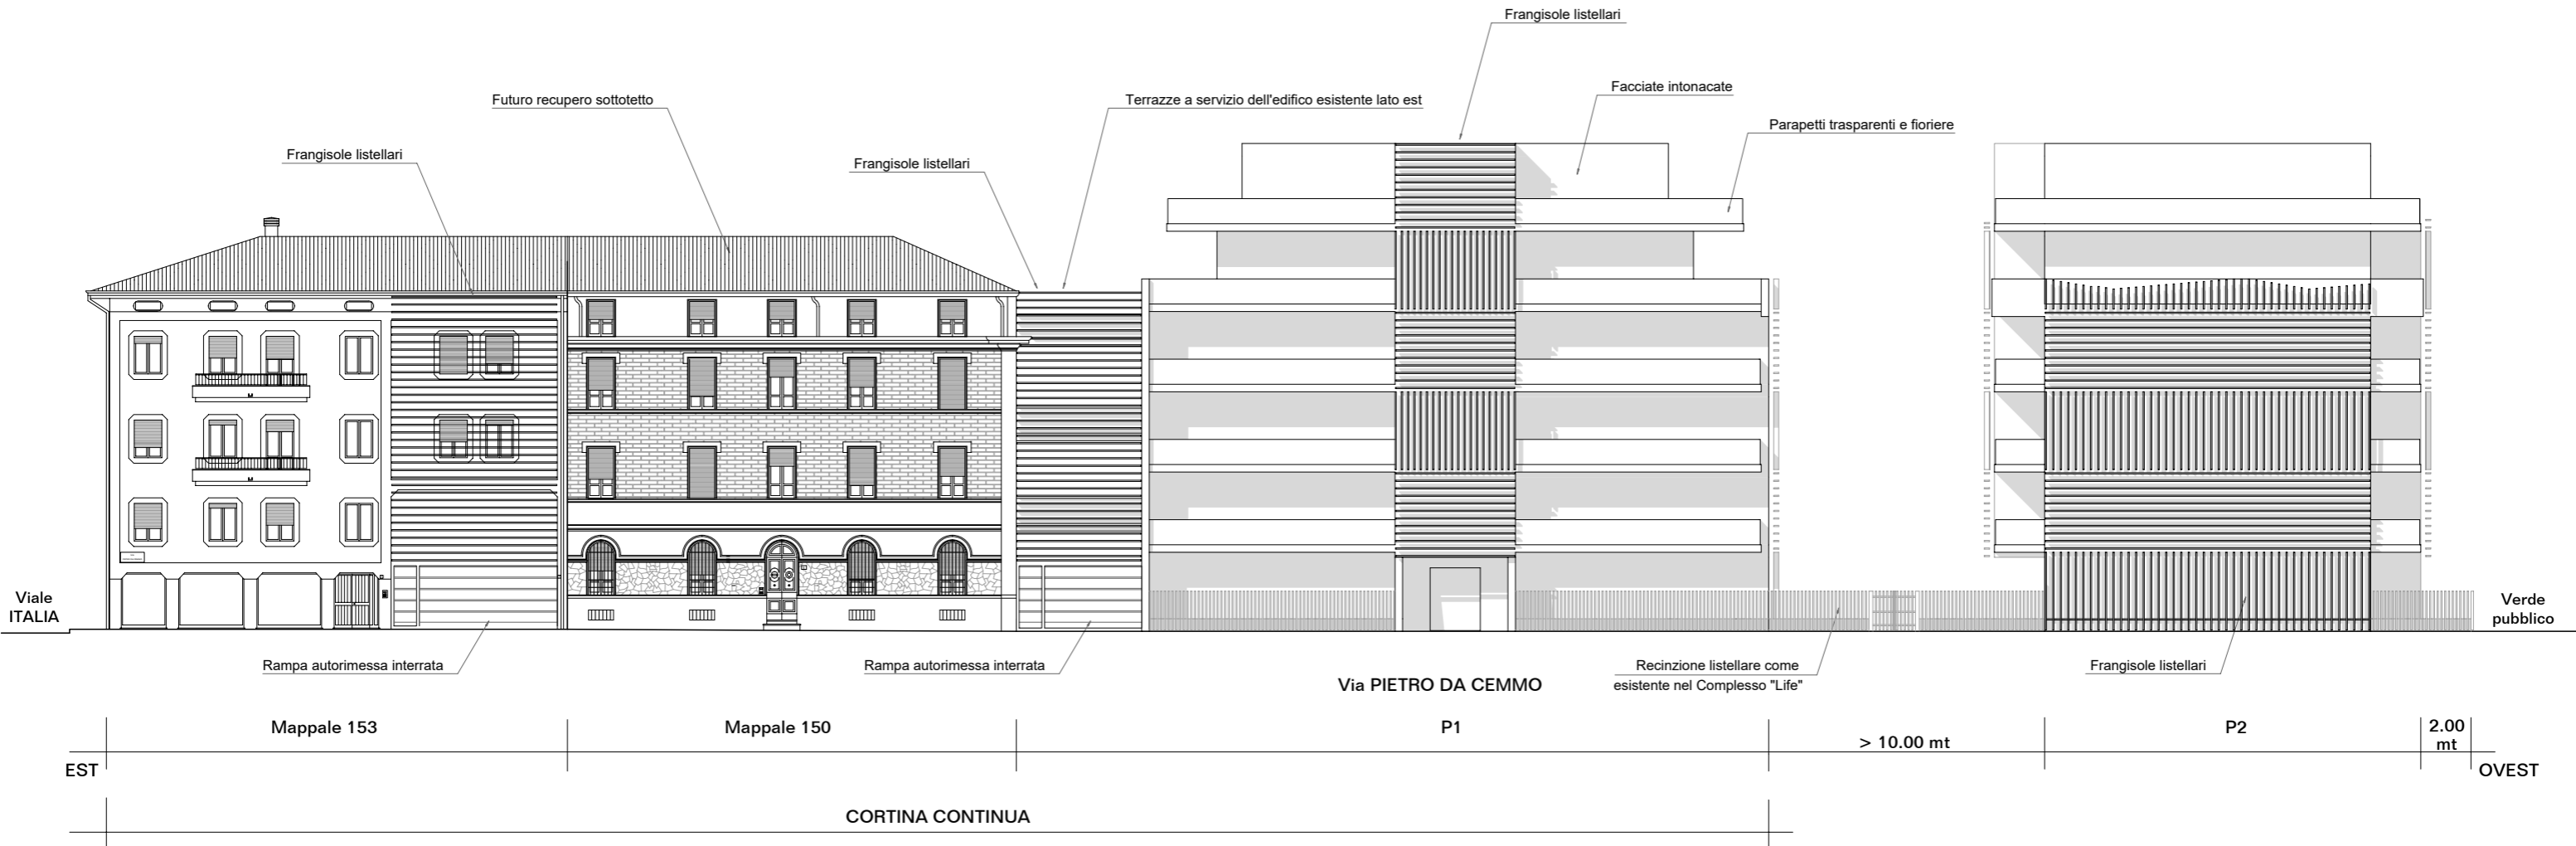 Frangisole listellari
Facciate intonacate
Futuro recupero sottotetto
Terrazze a servizio dell'edifico esistente lato est
Parapetti trasparenti e fioriere
Frangisole listellari
Frangisole listellari
Viale
ITALIA
Verde
pubblico
Rampa autorimessa interrata
Rampa autorimessa interrata
Recinzione listellare come
esistente nel Complesso "Life"
Frangisole listellari
Via PIETRO DA CEMMO
Mappale 153
Mappale 150
P1
> 10.00 mt
P2
2.00
mt
EST
OVEST
CORTINA CONTINUA